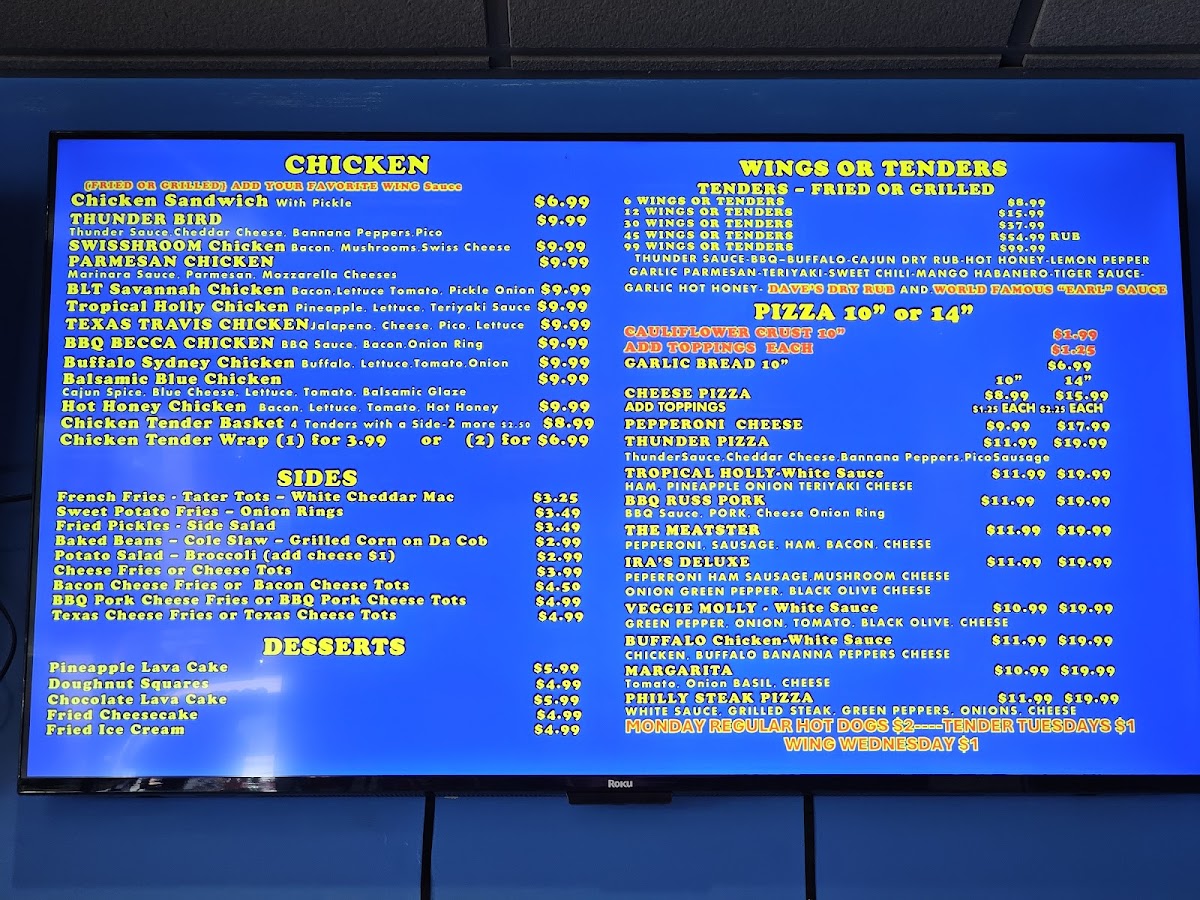 CHICKEN
{FRIED OR GRILLED} ADD YOUR FAVORITE WING Sauce
Chicken Sandwich With Pickle $6.99
THUNDER BIRD $9.99
Thunder Sauce.Cheddar Cheese, Bannana Peppers.Pico
SWISSHROOM Chicken Bacon, Mushrooms.Swiss Cheese $9.99
PARMESAN CHICKEN $9.99
Marinara Sauce, Parmesan, Mozzarella Cheeses
BLT Savannah Chicken Bacon.Lettuce Tomato, Pickle Onion $9.99
Tropical Holly Chicken Pineapple, Lettuce, Teriyaki Sauce $9.99
TEXAS TRAVIS CHICKEN Jalapeno, Cheese, Pico, Lettuce $9.99
BBQ BECCA CHICKEN BBQ Sauce, Bacon.Onion Ring $9.99
Buffalo Sydney Chicken Buffalo, Lettuce.Tomato.Onion $9.99
Balsamic Blue Chicken $9.99
Cajun Spice, Blue Cheese, Lettuce, Tomato, Balsamic Glaze
Hot Honey Chicken Bacon, Lettuce, Tomato, Hot Honey $9.99
Chicken Tender Basket 4 Tenders with a Side-2 more $2.50 $8.99
Chicken Tender Wrap (1) for 3.99 or (2) for $6.99
SIDES
French Fries - Tater Tots – White Cheddar Mac $3.25
Sweet Potato Fries – Onion Rings $3.49
Fried Pickles - Side Salad $3.49
Baked Beans – Cole Slaw – Grilled Corn on Da Cob $2.99
Potato Salad – Broccoli (add cheese $1) $2.99
Cheese Fries or Cheese Tots $3.99
Bacon Cheese Fries or Bacon Cheese Tots $4.50
BBQ Pork Cheese Fries or BBQ Pork Cheese Tots $4.99
Texas Cheese Fries or Texas Cheese Tots $4.99
DESSERTS
Pineapple Lava Cake $5.99
Doughnut Squares $4.99
Chocolate Lava Cake $5.99
Fried Cheesecake $4.99
Fried Ice Cream $4.99
WINGS OR TENDERS
TENDERS – FRIED OR GRILLED
6 WINGS OR TENDERS $8.99
12 WINGS OR TENDERS $15.99
30 WINGS OR TENDERS $37.99
45 WINGS OR TENDERS $54.99 RUB
99 WINGS OR TENDERS $99.99
THUNDER SAUCE-BBQ–BUFFALO-CAJUN DRY RUB-HOT HONEY-LEMON PEPPER
GARLIC PARMESAN-TERIYAKI-SWEET CHILI-MANGO HABANERO-TIGER SAUCE-
GARLIC HOT HONEY- DAVE'S DRY RUB AND WORLD FAMOUS "EARL" SAUCE
PIZZA 10” or 14”
CAULIFLOWER CRUST 10” $1.99
ADD TOPPINGS EACH $1.25
GARLIC BREAD 10” $6.99
10” 14”
CHEESE PIZZA $8.99 $15.99
ADD TOPPINGS $1.25 EACH $2.25 EACH
PEPPERONI CHEESE $9.99 $17.99
THUNDER PIZZA $11.99 $19.99
ThunderSauce.Cheddar Cheese.Bannana Peppers.PicoSausage
TROPICAL HOLLY-White Sauce $11.99 $19.99
HAM, PINEAPPLE ONION TERIYAKI CHEESE
BBQ RUSS PORK $11.99 $19.99
BBQ Sauce, PORK, Cheese Onion Ring
THE MEATSTER $11.99 $19.99
PEPPERONI, SAUSAGE, HAM, BACON, CHEESE
IRA'S DELUXE $11.99 $19.99
PEPERRONI HAM SAUSAGE.MUSHROOM CHEESE
ONION GREEN PEPPER, BLACK OLIVE CHEESE
VEGGIE MOLLY - White Sauce $10.99 $19.99
GREEN PEPPER, ONION, TOMATO, BLACK OLIVE, CHEESE
BUFFALO Chicken-White Sauce $11.99 $19.99
CHICKEN, BUFFALO BANANNA PEPPERS CHEESE
MARGARITA $10.99 $19.99
Tomato, Onion BASIL, CHEESE
PHILLY STEAK PIZZA $11.99 $19.99
WHITE SAUCE, GRILLED STEAK, GREEN PEPPERS, ONIONS, CHEESE
MONDAY REGULAR HOT DOGS $2----TENDER TUESDAYS $1
WING WEDNESDAY $1
Roku